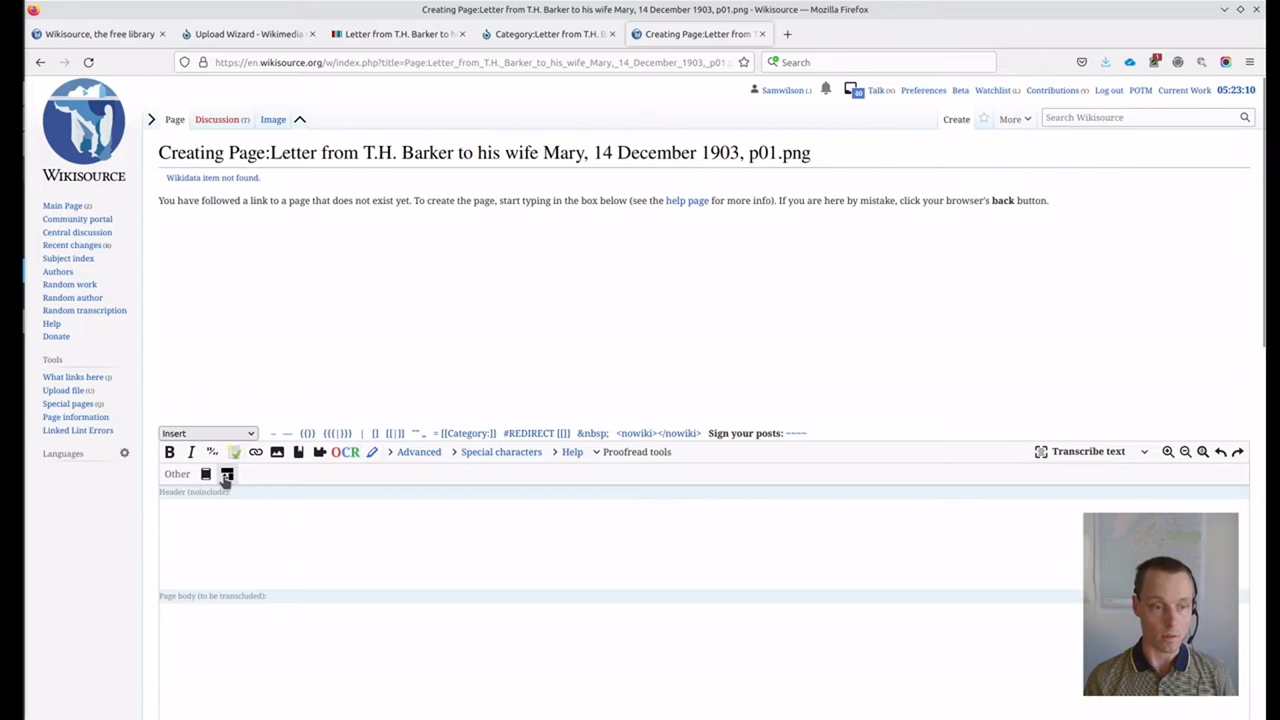 Creating Page:Letter from T.H. Barker to his wife Mary, 14 December 1903, p01.png - Wikisource — Mozilla Firefox
Wikisource, the free library
Upload Wizard - Wikimedia
Letter from T.H. Barker to h
Category:Letter from T.H. B
Creating Page:Letter from T
https://en.wikisource.org/w/index.php?title=Page:Letter_from_T.H._Barker_to_his_wife_Mary,_14_December_1903,_p01.p
Search
Samwilson
40
Talk
Preferences
Beta
Watchlist
Contributions
Log out
POTM
Current Work
05:23:10
Page
Discussion
Image
Create
More
Search Wikisource
WIKISOURCE
Creating Page:Letter from T.H. Barker to his wife Mary, 14 December 1903, p01.png
Wikidata item not found.
You have followed a link to a page that does not exist yet. To create the page, start typing in the box below (see the help page for more info). If you are here by mistake, click your browser's back button.
Main Page
Community portal
Central discussion
Recent changes
Subject index
Authors
Random work
Random author
Random transcription
Help
Donate
Tools
What links here
Upload file
Special pages
Page information
Linked Lint Errors
Languages
Insert
– — {{}} {{{|}}} | [] [[|]] = [[Category:]] #REDIRECT [[]] &nbsp; <nowiki></nowiki> Sign your posts: ~~~~
B I OCR Advanced Special characters Help Proofread tools Transcribe text
Other
Header (noinclude):
Page body (to be transcluded):